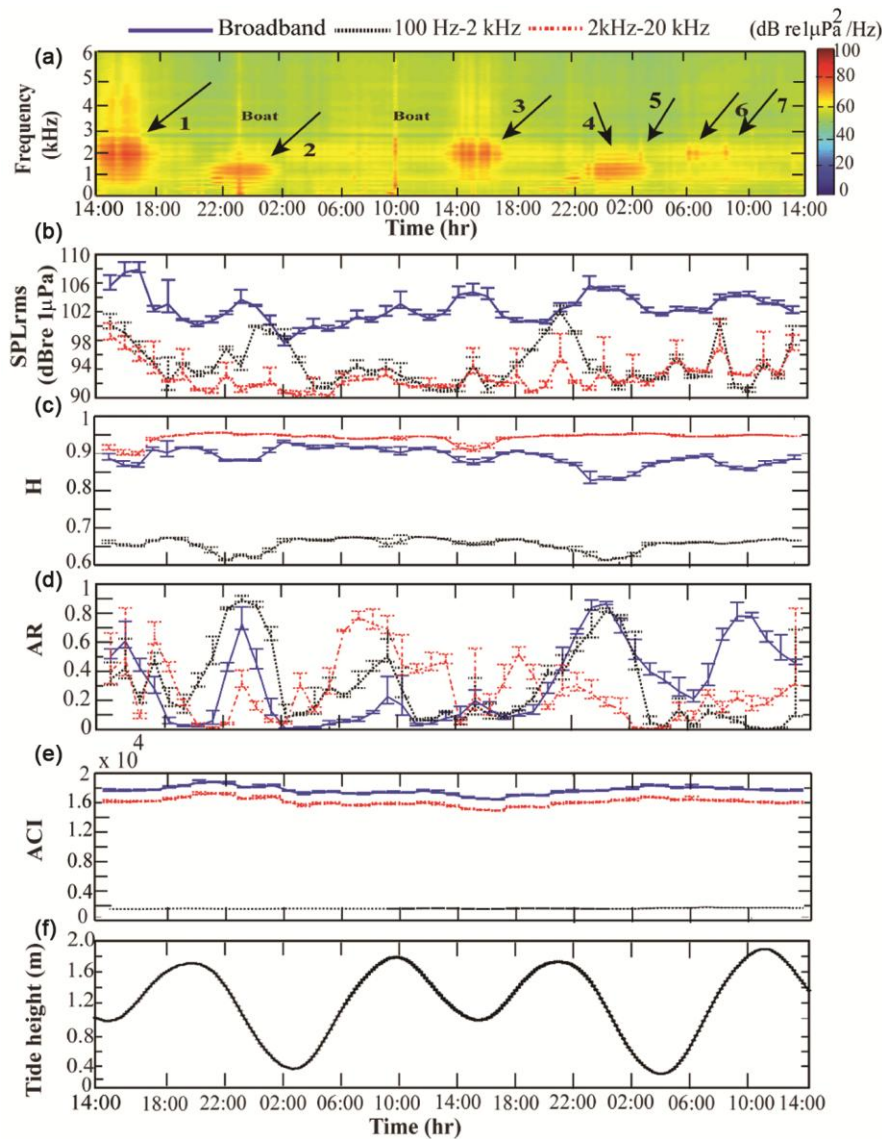 Broadband 100 Hz-2 kHz 2kHz-20 kHz (dB re1μPa²/Hz)
(a)
Frequency (kHz)
6
5
4
3
2
1
0
1
Boat
2
Boat
3
4
5
6
7
100
80
60
40
20
0
14:00 18:00 22:00 02:00 06:00 10:00 14:00 18:00 22:00 02:00 06:00 10:00 14:00
Time (hr)
(b)
SPLrms (dBre 1μPa)
110
106
102
98
94
90
(c)
H
1
0.9
0.8
0.7
0.6
(d)
AR
1
0.8
0.6
0.4
0.2
0
(e)
x 10⁴
ACI
2
1.6
1.2
0.8
0.4
0
(f)
Tide height (m)
2.0
1.6
1.2
0.8
0.4
0
14:00 18:00 22:00 02:00 06:00 10:00 14:00 18:00 22:00 02:00 06:00 10:00 14:00
Time (hr)